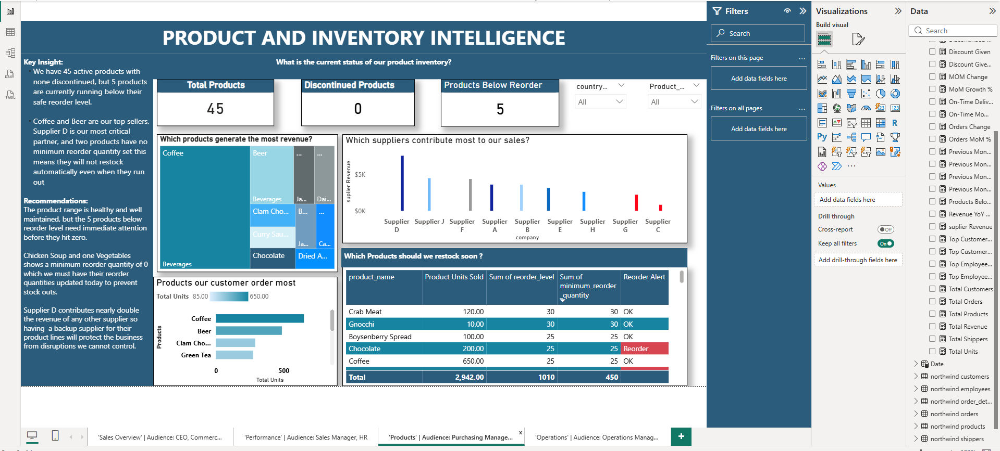 PRODUCT AND INVENTORY INTELLIGENCE
Key Insight:
We have 45 active products with
none discontinued, but 5 products
are currently running below their
safe reorder level.
Coffee and Beer are our top sellers,
Supplier D is our most critical
partner, and two products have no
minimum reorder quantity set this
means they will not restock
automatically even when they run
out
Recommendations:
The product range is healthy and well
maintained, but the 5 products below
reorder level need immediate attention
before they hit zero.
Chicken Soup and one Vegetables
shows a minimum reorder quantity of 0
which we must have their reorder
quantities updated today to prevent
stock outs.
Supplier D contributes nearly double
the revenue of any other supplier so
having a backup supplier for their
product lines will protect the business
from disruptions we cannot control.
What is the current status of our product inventory?
Total Products
45
Discontinued Products
0
Products Below Reorder
5
country...
All
Product_...
All
Which products generate the most revenue?
Coffee
Beverages
Beer
Beverages
...
Ja...
...
Dai...
Clam Cho...
Curry Sau...
Chocolate
B...
Ja...
...
Ca...
Dried A...
Which suppliers contribute most to our sales?
suplier Revenue
$5K
$0K
Supplier D
Supplier J
Supplier F
Supplier A
Supplier B
Supplier E
Supplier H
Supplier G
Supplier C
company
Products our customer order most
Total Units 85.00 650.00
Products
Coffee
Beer
Clam Cho...
Green Tea
0 500
Total Units
Which Products should we restock soon ?
product_name Product Units Sold Sum of reorder_level Sum of minimum_reorder_quantity Reorder Alert
Crab Meat 120.00 30 30 OK
Gnocchi 10.00 30 30 OK
Boysenberry Spread 100.00 25 25 OK
Chocolate 200.00 25 25 Reorder
Coffee 650.00 25 25 OK
Total 2,942.00 1010 450
DAX
TMDL
'Sales Overview' | Audience: CEO, Commerc...
'Performance' | Audience: Sales Manager, HR
'Products' | Audience: Purchasing Manage...
x
'Operations' | Audience: Operations Manag...
+
Filters
Search
Filters on this page
...
Add data fields here
Filters on all pages
...
Add data fields here
Visualizations
Build visual
123
123
R
Py
...
Values
Add data fields here
Drill through
Cross-report
Off
Keep all filters
On
Add drill-through fields here
Data
Search
Discount Given
Discount Give...
MOM Change
MoM Growth %
On-Time Deliv...
On-Time Mo...
Orders Change
Orders MoM %
Previous Mon...
Previous Mon...
Previous Mon...
Previous Mon...
Products Belo...
Revenue YoY ...
suplier Revenue
Top Customer...
Top Customer...
Top Employee...
Top Employee...
Total Customers
Total Orders
Total Products
Total Revenue
Total Shippers
Total Units
Date
northwind customers
northwind employees
northwind order_det...
northwind orders
northwind products
northwind shippers